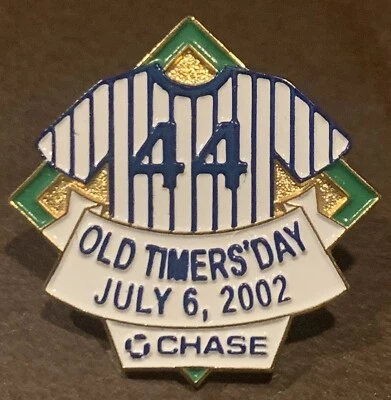 44
OLD TIMERS' DAY
JULY 6, 2002
CHASE